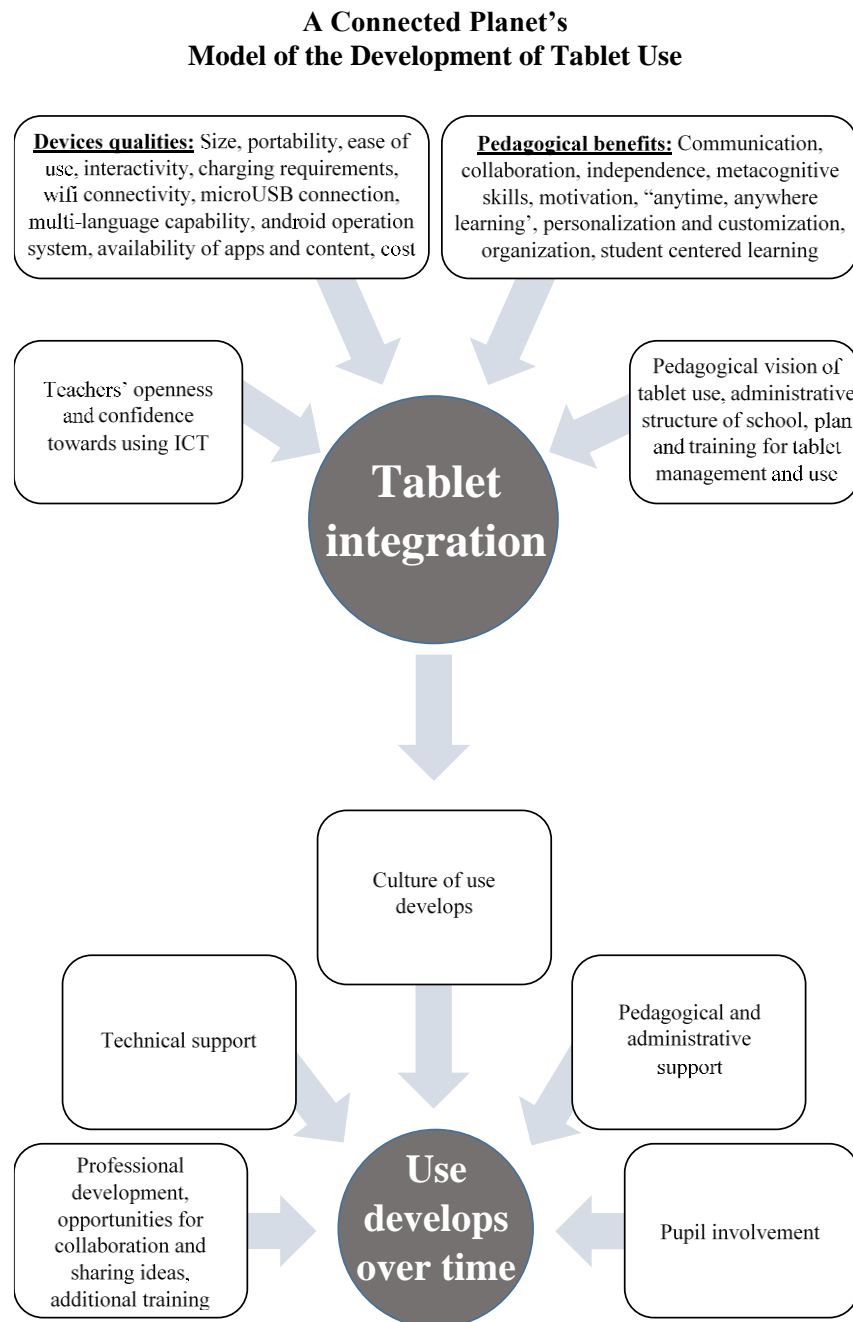 A Connected Planet’s
Model of the Development of Tablet Use
Devices qualities: Size, portability, ease of
use, interactivity, charging requirements,
wifi connectivity, microUSB connection,
multi-language capability, android operation
system, availability of apps and content, cost
Pedagogical benefits: Communication,
collaboration, independence, metacognitive
skills, motivation, “anytime, anywhere
learning’, personalization and customization,
organization, student centered learning
Teachers’ openness
and confidence
towards using ICT
Pedagogical vision of
tablet use, administrative
structure of school, plan
and training for tablet
management and use
Tablet
integration
Culture of use
develops
Technical support
Pedagogical and
administrative
support
Professional
development,
opportunities for
collaboration and
sharing ideas,
additional training
Use
develops
over time
Pupil involvement